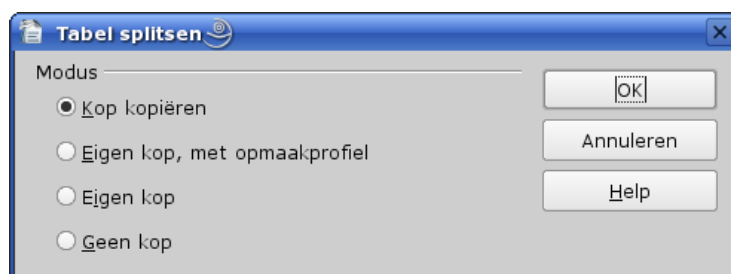 Tabel splitsen
Modus
Kop kopiëren
Eigen kop, met opmaakprofiel
Eigen kop
Geen kop
OK
Annuleren
Help